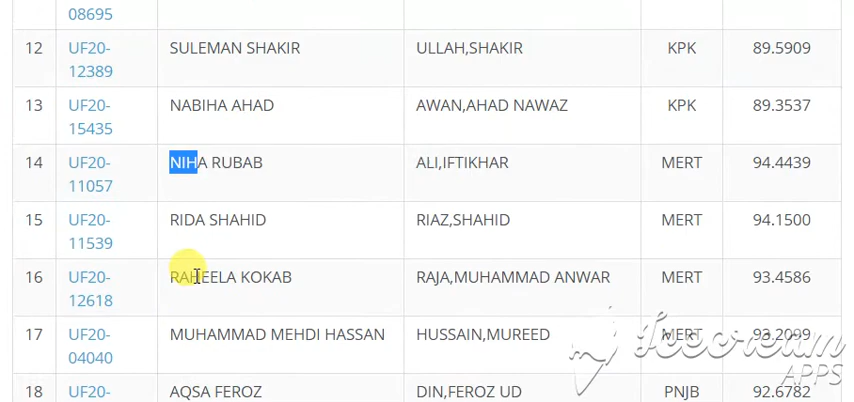 08695
12 UF20- SULEMAN SHAKIR ULLAH,SHAKIR KPK 89.5909
12389
13 UF20- NABIHA AHAD AWAN,AHAD NAWAZ KPK 89.3537
15435
14 UF20- NIHA RUBAB ALI,IFTIKHAR MERT 94.4439
11057
15 UF20- RIDA SHAHID RIAZ,SHAHID MERT 94.1500
11539
16 UF20- RAHEELA KOKAB RAJA,MUHAMMAD ANWAR MERT 93.4586
12618
17 UF20- MUHAMMAD MEHDI HASSAN HUSSAIN,MUREED MERT 93.2099
04040
Icecream
APPS
18 UF20- AQSA FEROZ DIN,FEROZ UD PNJB 92.6782